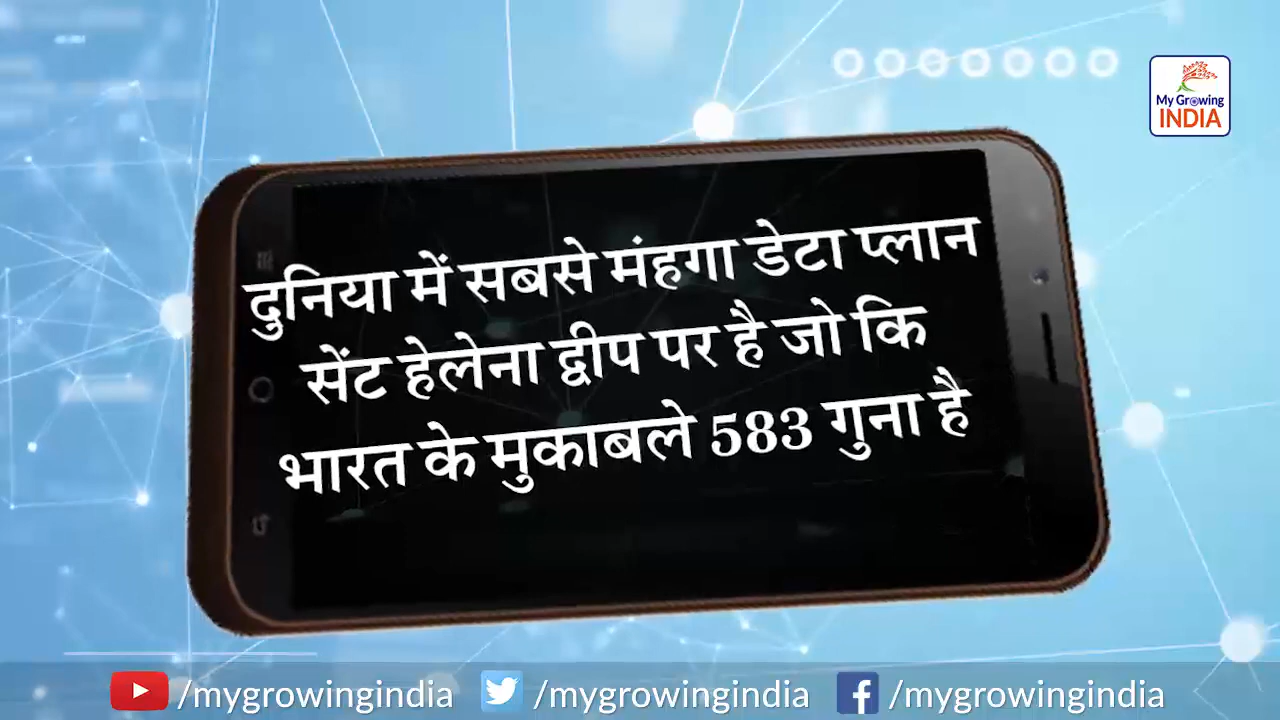 My Growing
INDIA
दुनिया में सबसे मंहगा डेटा प्लान
सेंट हेलेना द्वीप पर है जो कि
भारत के मुकाबले 583 गुना है
/mygrowingindia /mygrowingindia /mygrowingindia